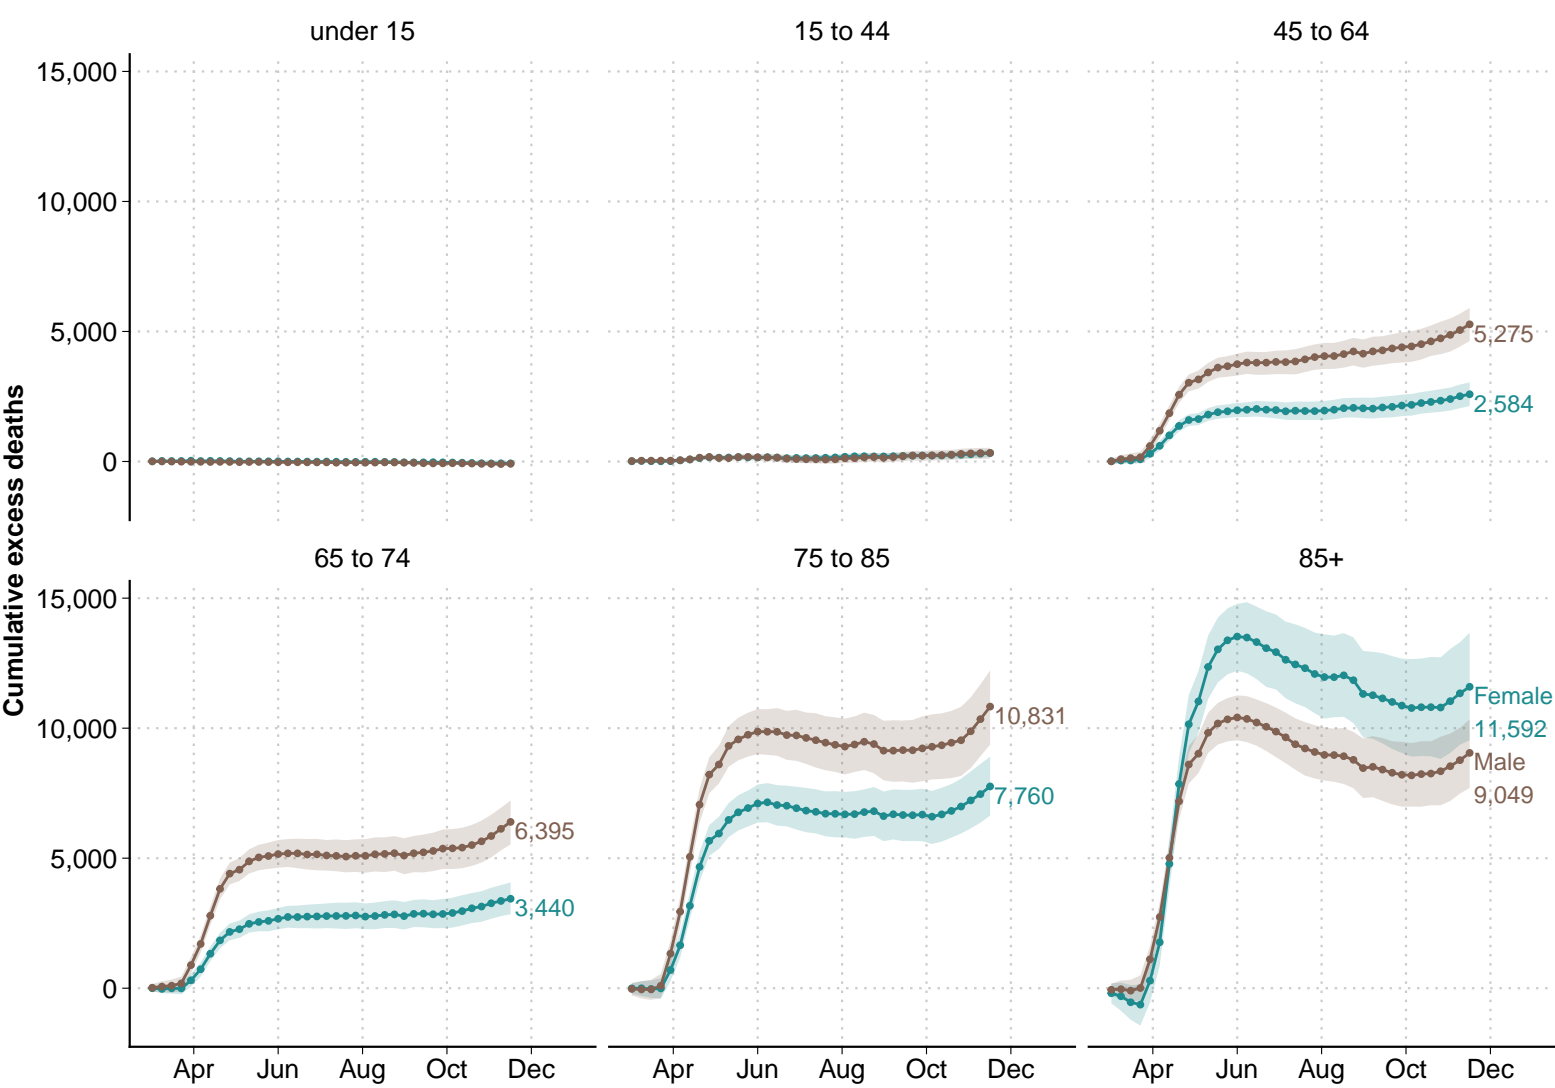 under 15
15 to 44
45 to 64
15,000
10,000
5,000
0
5,275
2,584
Cumulative excess deaths
65 to 74
75 to 85
85+
15,000
10,000
5,000
0
6,395
3,440
10,831
7,760
Female
11,592
Male
9,049
Apr Jun Aug Oct Dec
Apr Jun Aug Oct Dec
Apr Jun Aug Oct Dec